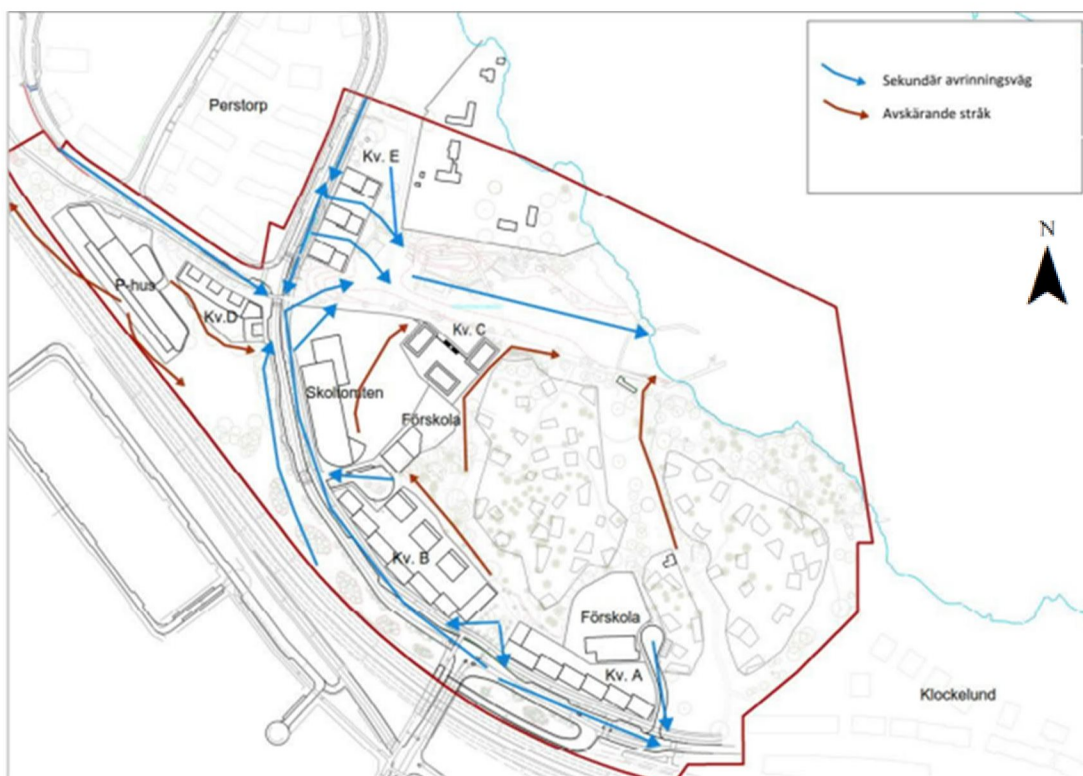 Sekundär avrinningsväg
Avskärande stråk
N
Perstorp
Kv. E
P-hus
Kv.D
Kv. C
Skoltomten
Förskola
Kv. B
Förskola
Kv. A
Klockelund